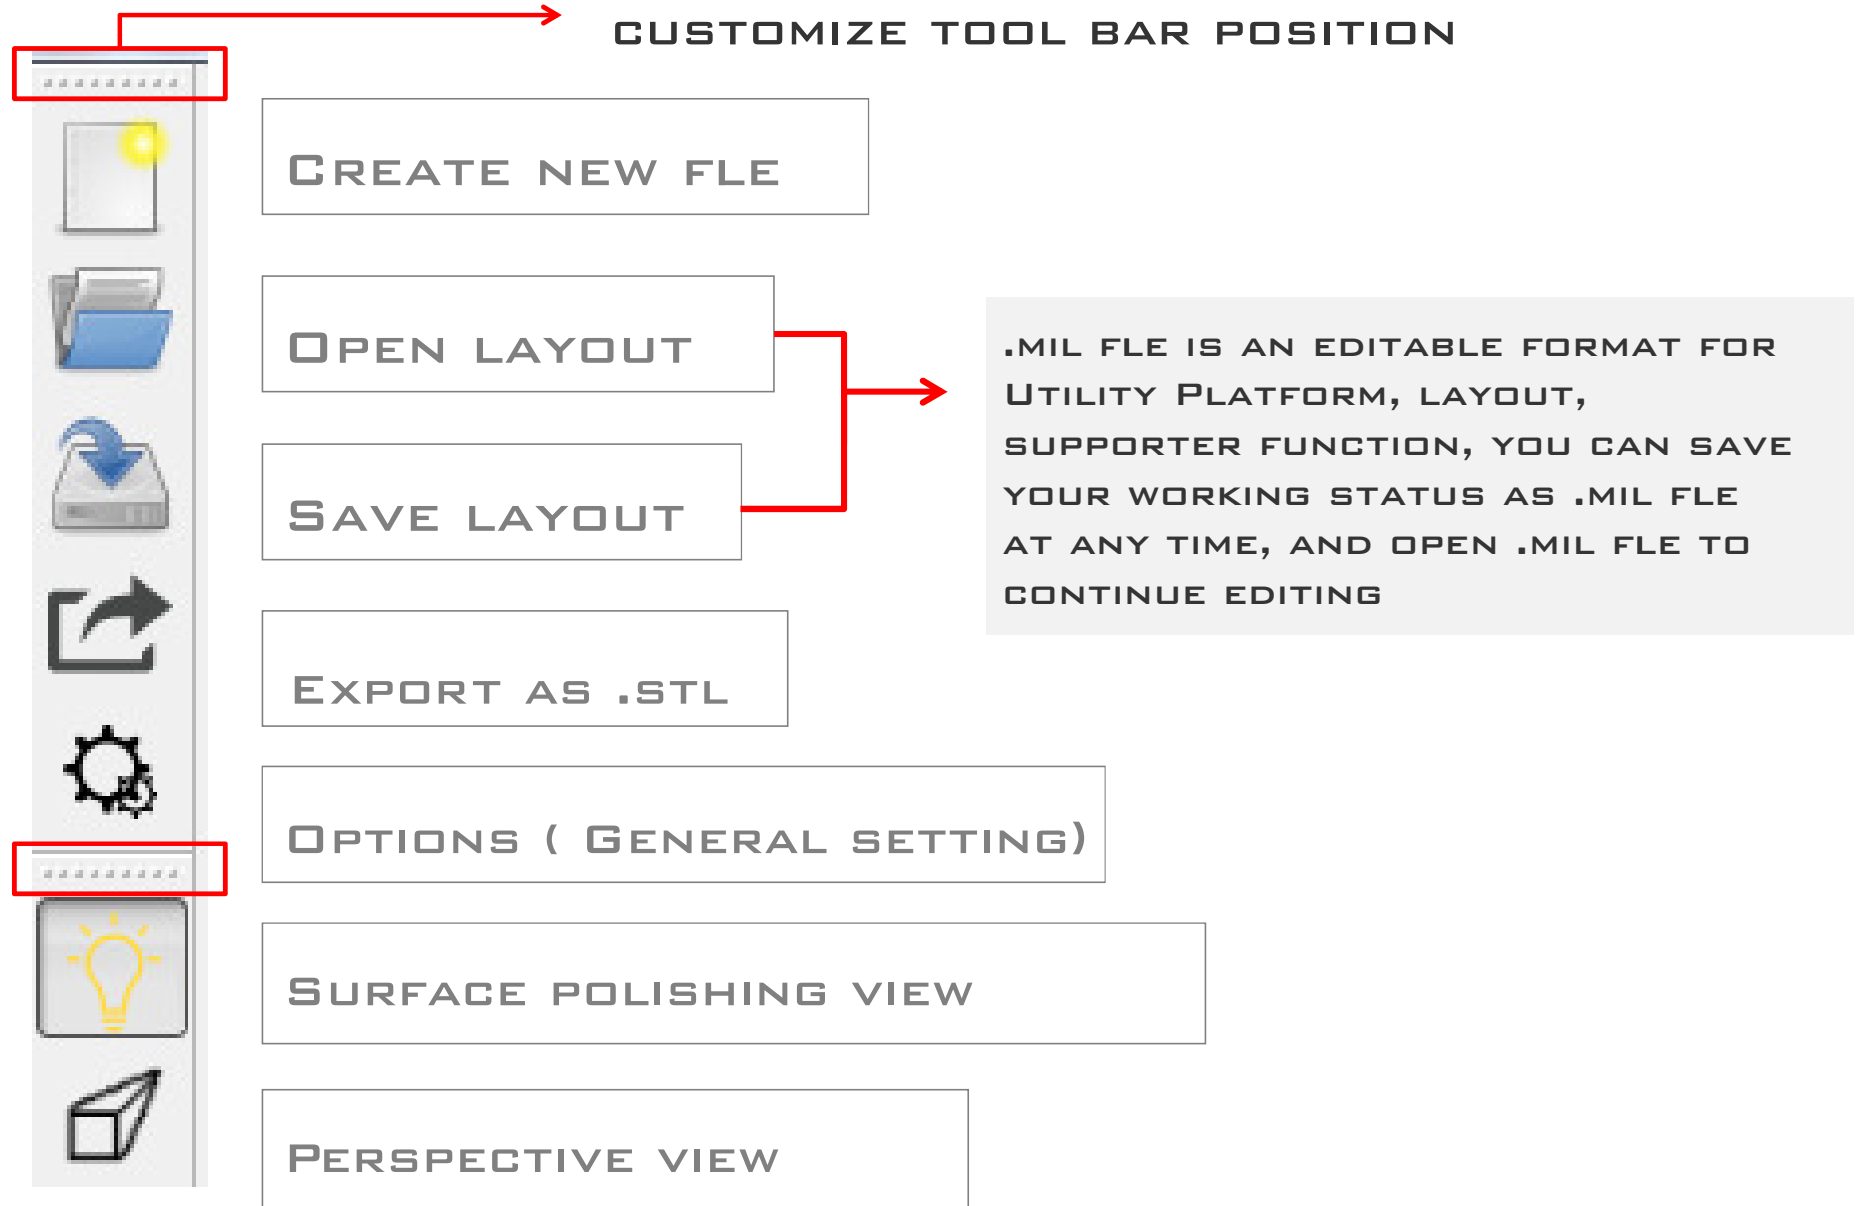 CUSTOMIZE TOOL BAR POSITION
CREATE NEW FLE
OPEN LAYOUT
SAVE LAYOUT
.MIL FLE IS AN EDITABLE FORMAT FOR
UTILITY PLATFORM, LAYOUT,
SUPPORTER FUNCTION, YOU CAN SAVE
YOUR WORKING STATUS AS .MIL FLE
AT ANY TIME, AND OPEN .MIL FLE TO
CONTINUE EDITING
EXPORT AS .STL
OPTIONS ( GENERAL SETTING)
SURFACE POLISHING VIEW
PERSPECTIVE VIEW